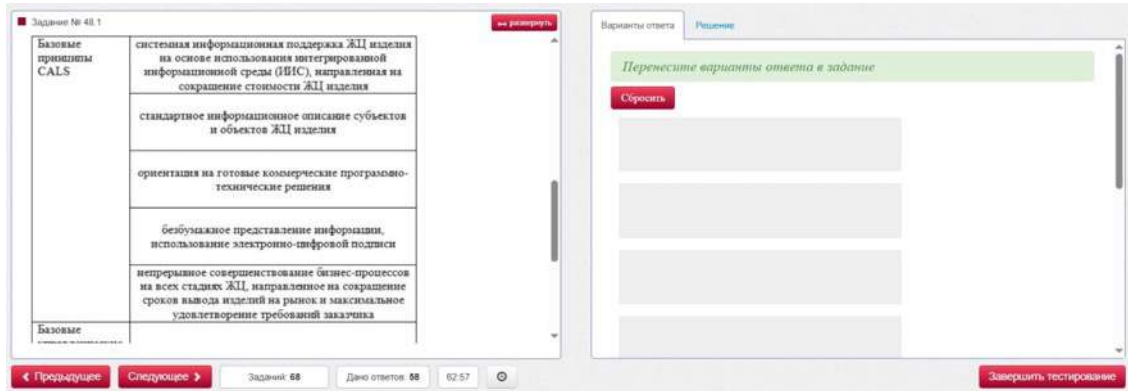 Задание № 48.1
развернуть
Базовые
принципы
CALS
системная информационная поддержка ЖЦ изделия
на основе использования интегрированной
информационной среды (ИИС), направленная на
сокращение стоимости ЖЦ изделия
стандартное информационное описание субъектов
и объектов ЖЦ изделия
ориентация на готовые коммерческие программно-
технические решения
безбумажное представление информации,
использование электронно-цифровой подписи
непрерывное совершенствование бизнес-процессов
на всех стадиях ЖЦ, направленное на сокращение
сроков вывода изделий на рынок и максимальное
удовлетворение требований заказчика
Базовые
Варианты ответа
Решение
Перенесите варианты ответа в задание
Сбросить
Предыдущее
Следующее
Заданий: 68
Дано ответов: 58
62:57
Завершить тестирование